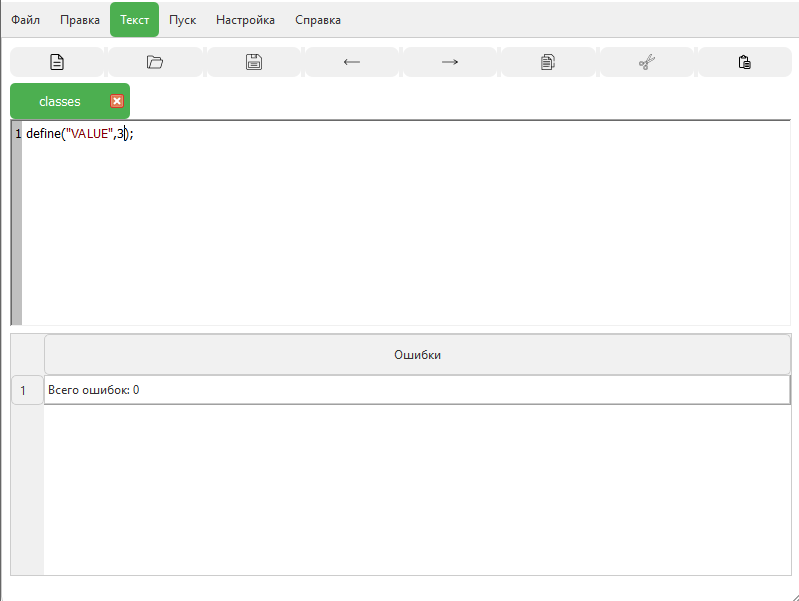 Файл Правка Текст Пуск Настройка Справка
classes
1 define("VALUE",3);
Ошибки
1 Всего ошибок: 0